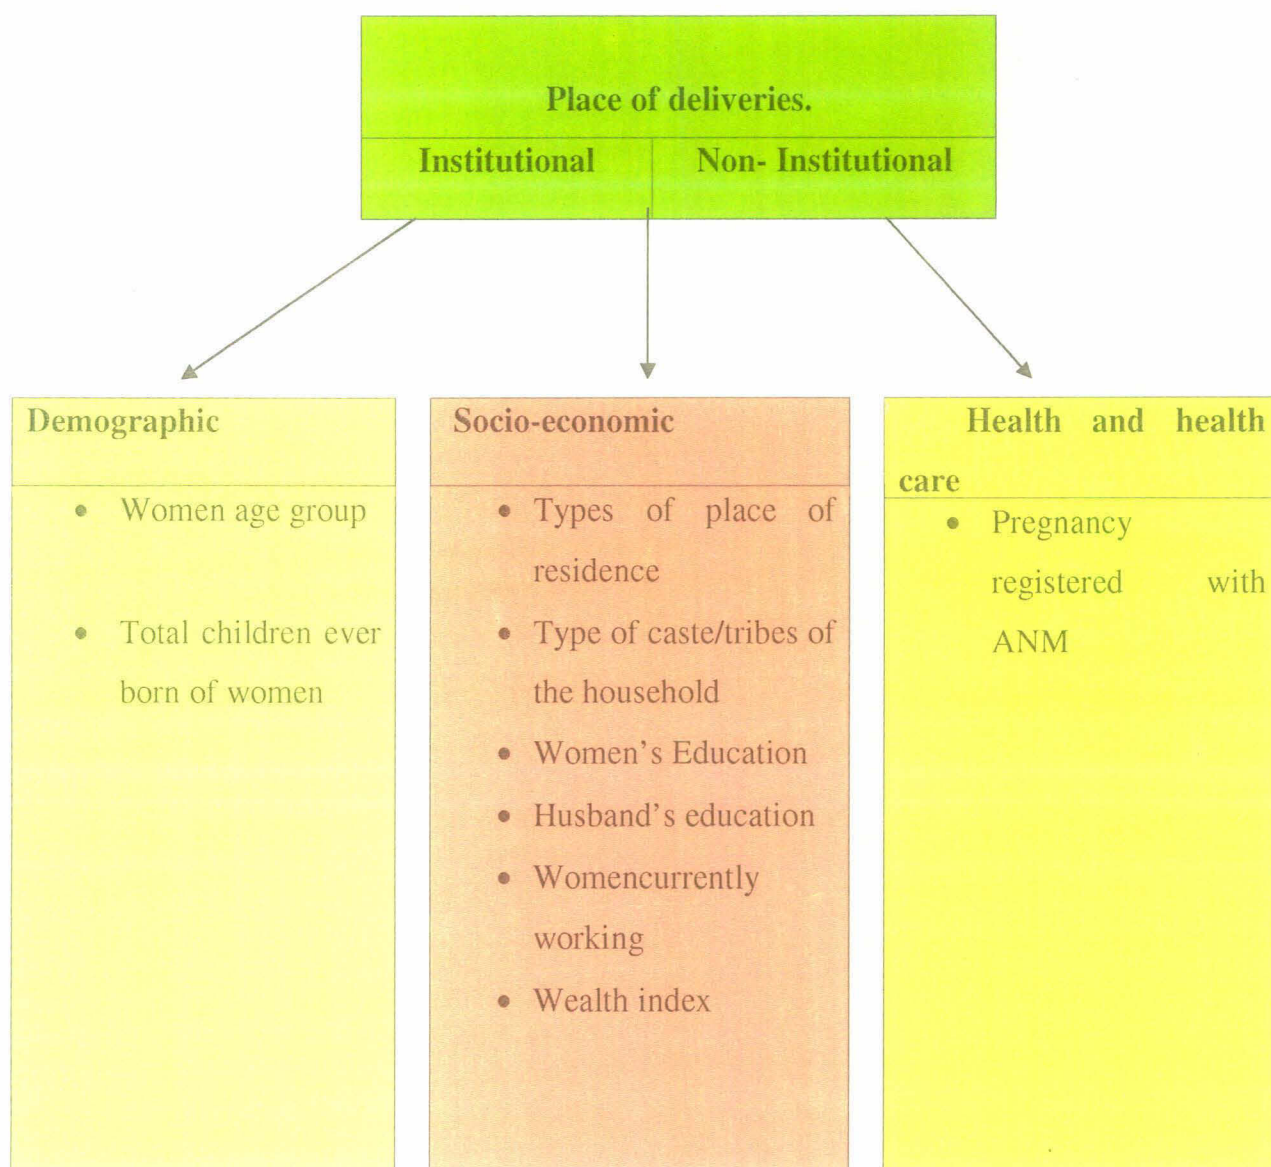 Place of deliveries.
Institutional
Non- Institutional
Demographic
• Women age group
• Total children ever
born of women
Socio-economic
• Types of place of
residence
• Type of caste/tribes of
the household
• Women's Education
• Husband's education
• Womencurrently
working
• Wealth index
Health and health
care
• Pregnancy
registered with
ANM